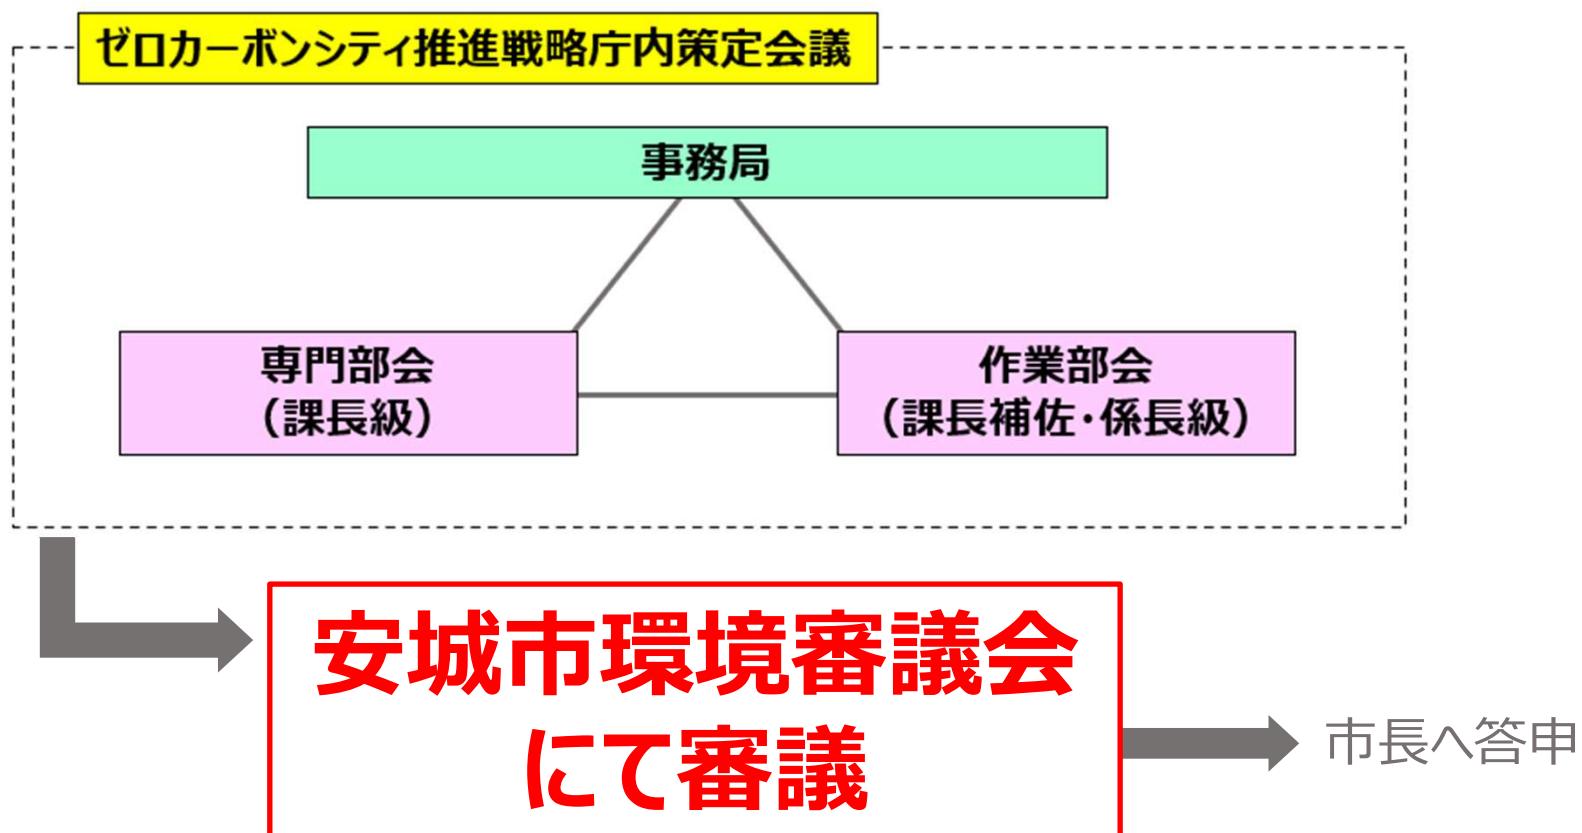 ゼロカーボンシティ推進戦略庁内策定会議
事務局
専門部会
（課長級）
作業部会
（課長補佐・係長級）
安城市環境審議会
にて審議
市長へ答申